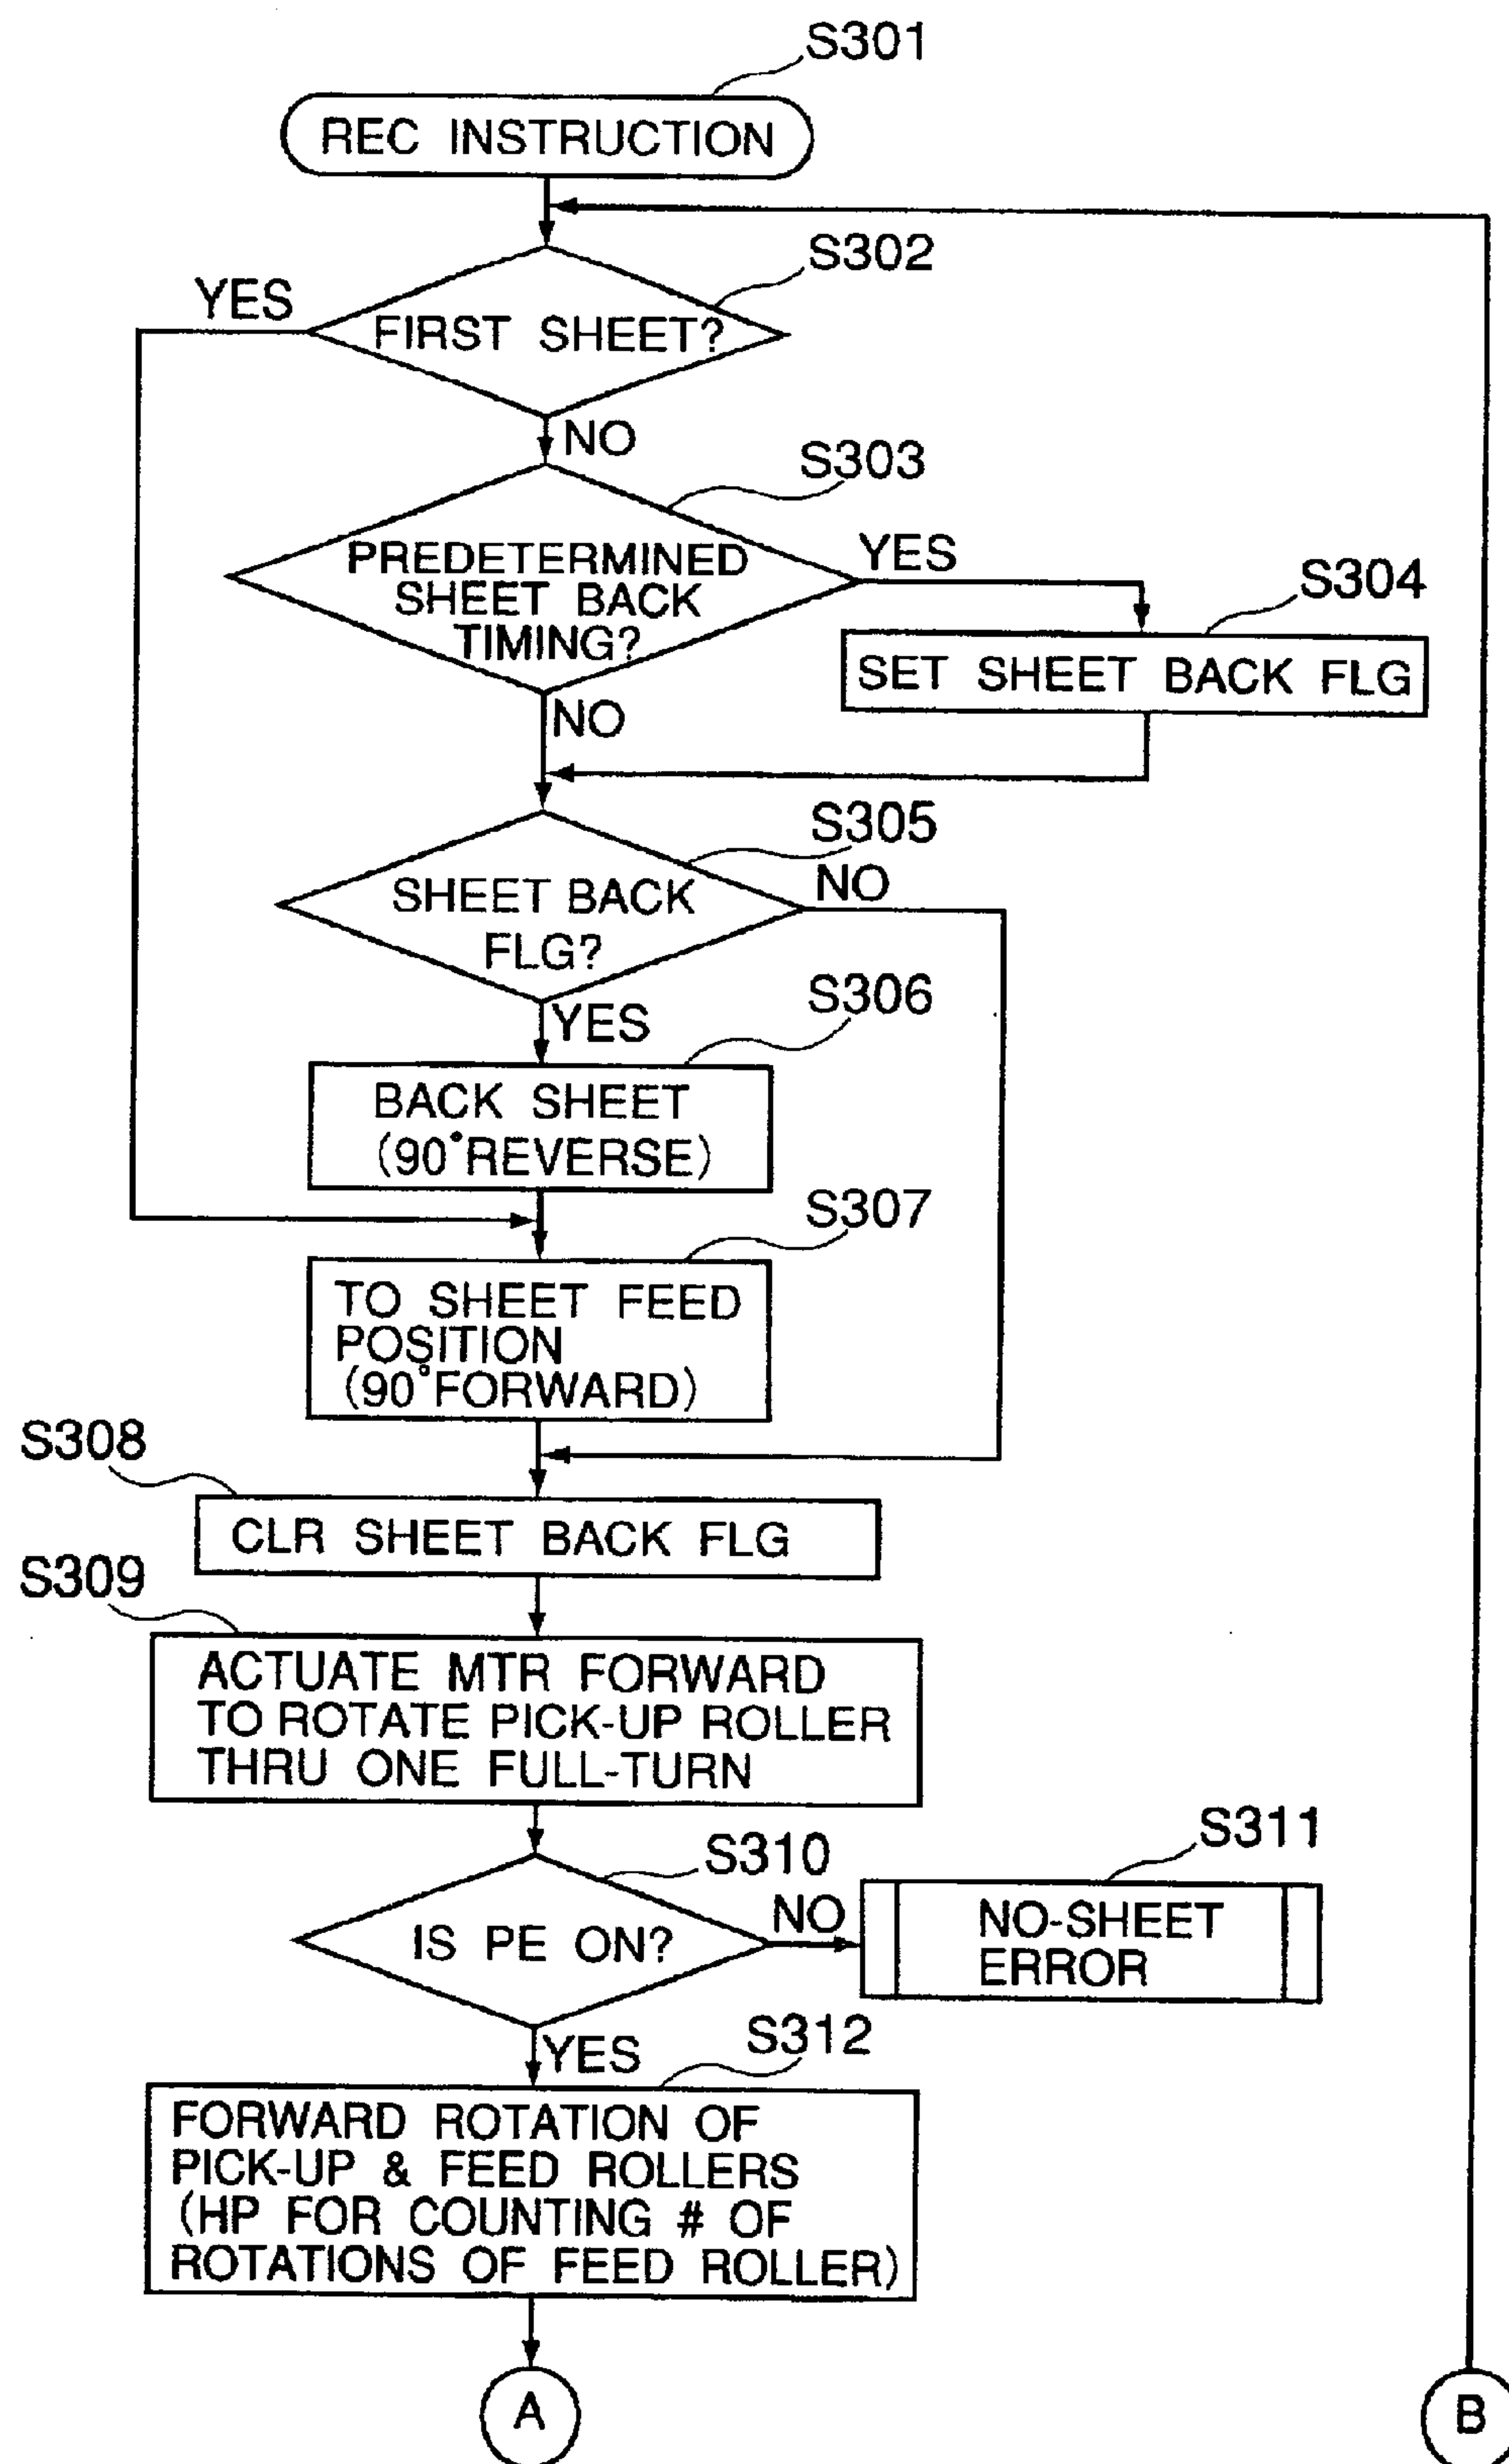 S301
REC INSTRUCTION
S302
YES
FIRST SHEET?
NO
S303
PREDETERMINED
SHEET BACK
TIMING?
YES
S304
SET SHEET BACK FLG
NO
S305
SHEET BACK
FLG?
NO
YES
S306
BACK SHEET
(90°REVERSE)
S307
TO SHEET FEED
POSITION
(90°FORWARD)
S308
CLR SHEET BACK FLG
S309
ACTUATE MTR FORWARD
TO ROTATE PICK-UP ROLLER
THRU ONE FULL-TURN
S310
IS PE ON?
NO
S311
NO-SHEET
ERROR
YES
S312
FORWARD ROTATION OF
PICK-UP & FEED ROLLERS
(HP FOR COUNTING # OF
ROTATIONS OF FEED ROLLER)
A
B